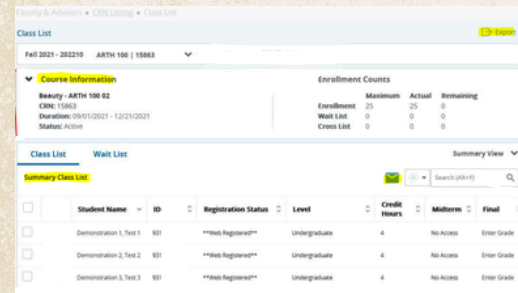 Faculty & Advisors • CRN Listing • Class List
Class List Export
Fall 2021 - 202210 ARTH 100 | 15863
Course Information Enrollment Counts
Beauty - ARTH 100 02 Maximum Actual Remaining
CRN: 15863 Enrollment 25 25 0
Duration: 09/01/2021 - 12/21/2021 Wait List 0 0 0
Status: Active Cross List 0 0 0
Class List Wait List Summary View
Summary Class List Search (Alt+Y)
Student Name ID Registration Status Level Credit Hours Midterm Final
Demonstration 1, Test 1 931 **Web Registered** Undergraduate 4 No Access Enter Grade
Demonstration 2, Test 2 931 **Web Registered** Undergraduate 4 No Access Enter Grade
Demonstration 3, Test 3 931 **Web Registered** Undergraduate 4 No Access Enter Grade